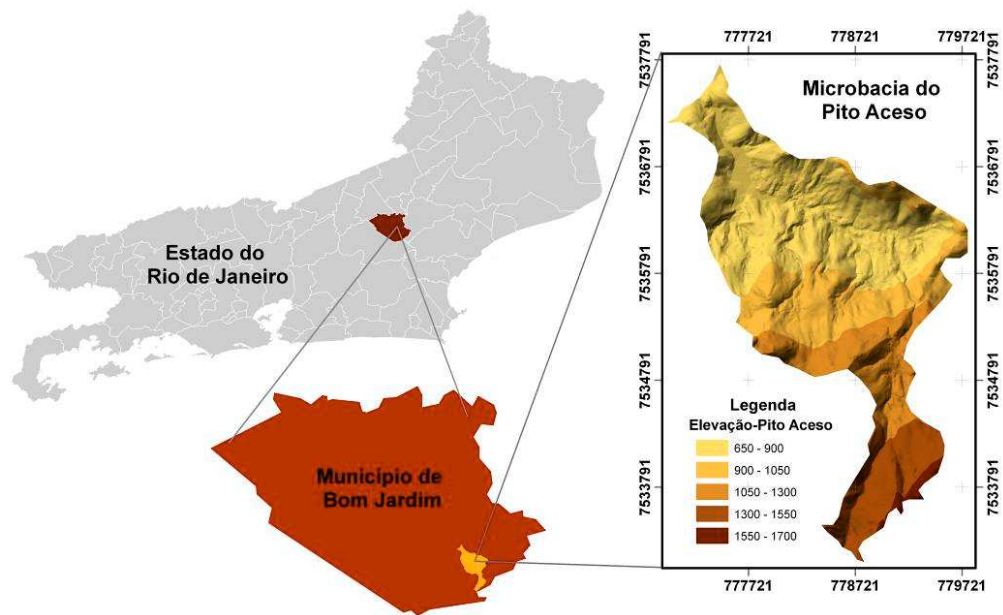 Estado do
Rio de Janeiro
Município de
Bom Jardim
777721 778721 779721
7537791 7537791
Microbacia do
Pito Aceso
7536791 7536791
7535791 7535791
7534791 7534791
Legenda
Elevação-Pito Aceso
650 - 900
900 - 1050
1050 - 1300
1300 - 1550
1550 - 1700
7533791 7533791
777721 778721 779721